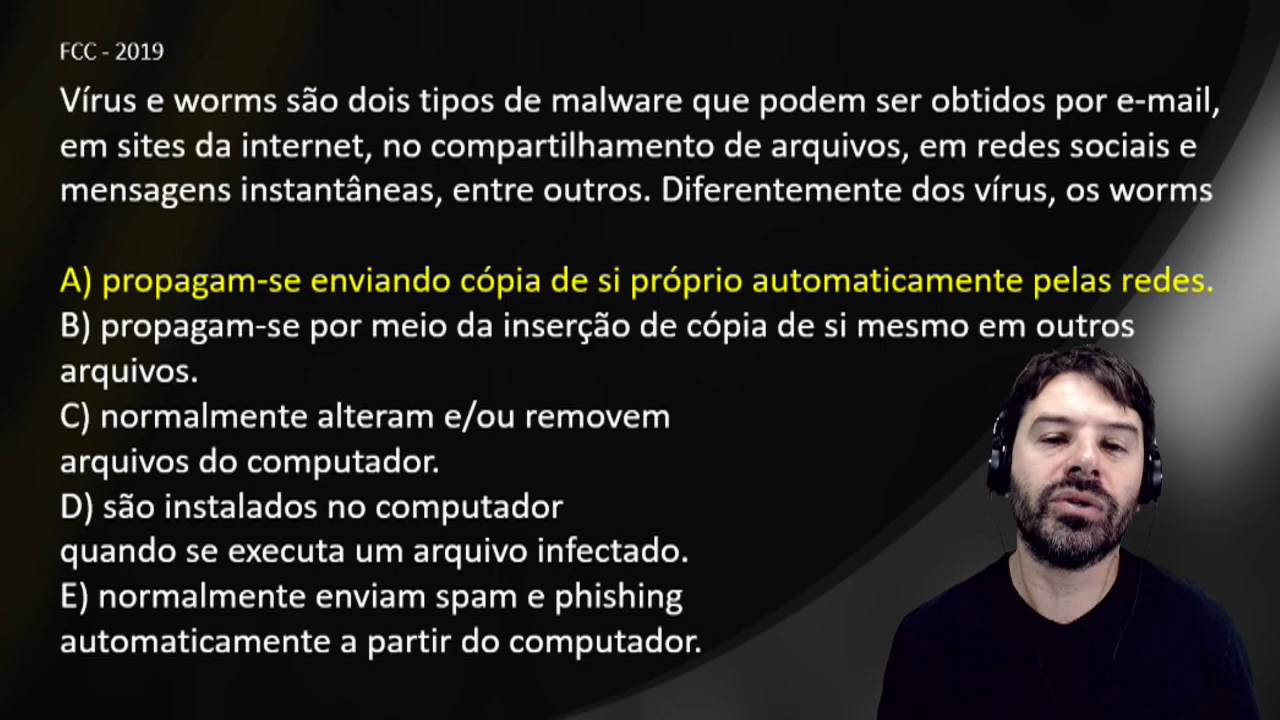 FCC - 2019
Vírus e worms são dois tipos de malware que podem ser obtidos por e-mail,
em sites da internet, no compartilhamento de arquivos, em redes sociais e
mensagens instantâneas, entre outros. Diferentemente dos vírus, os worms
A) propagam-se enviando cópia de si próprio automaticamente pelas redes.
B) propagam-se por meio da inserção de cópia de si mesmo em outros
arquivos.
C) normalmente alteram e/ou removem
arquivos do computador.
D) são instalados no computador
quando se executa um arquivo infectado.
E) normalmente enviam spam e phishing
automaticamente a partir do computador.